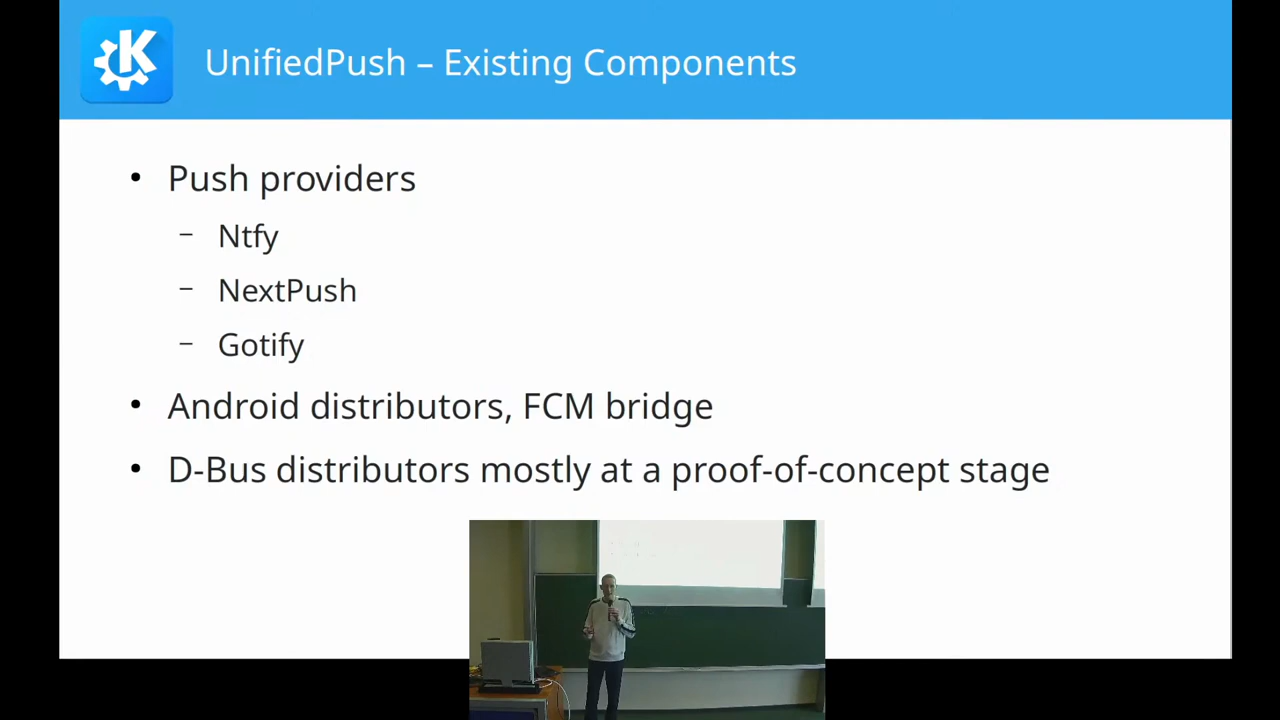 UnifiedPush – Existing Components
• Push providers
– Ntfy
– NextPush
– Gotify
• Android distributors, FCM bridge
• D-Bus distributors mostly at a proof-of-concept stage